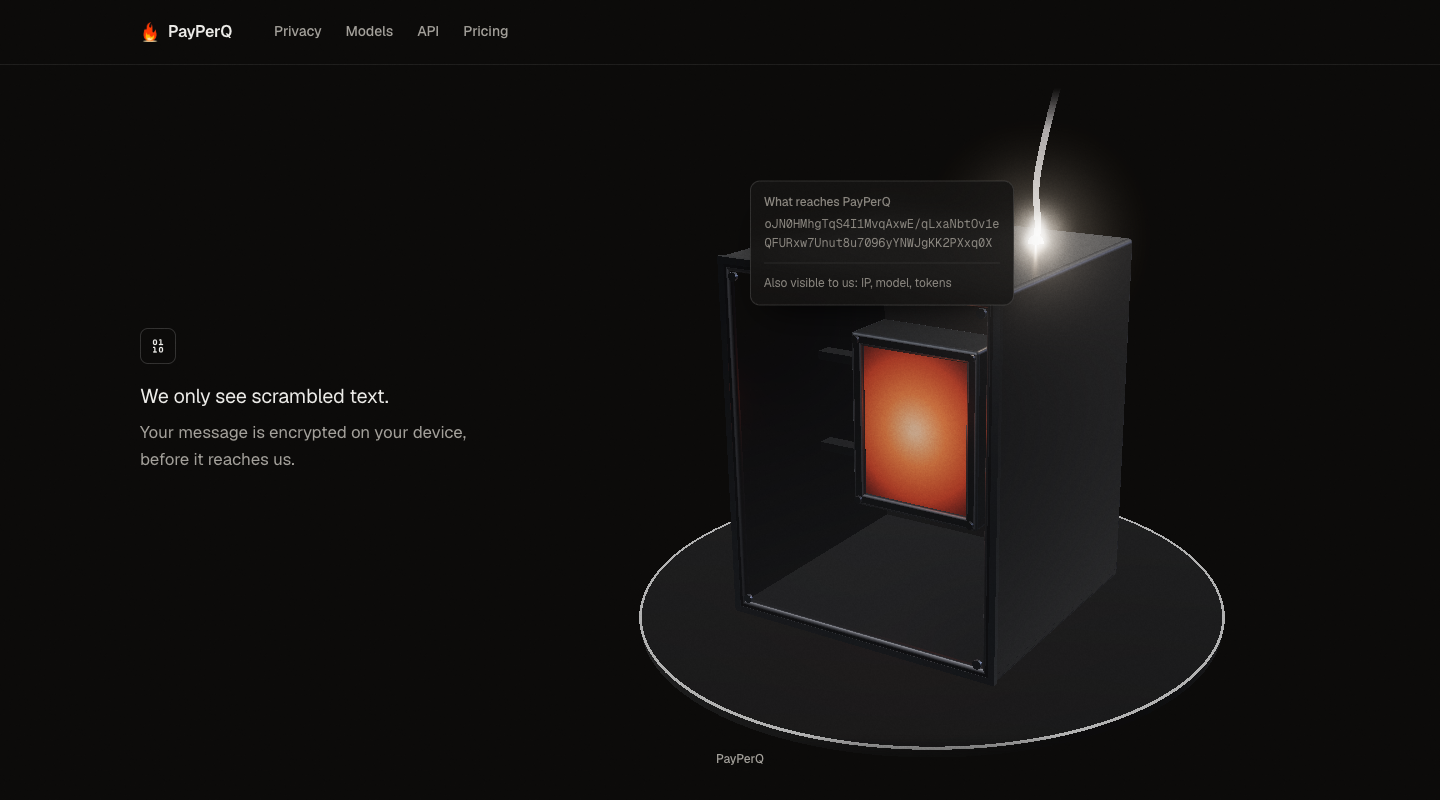 PayPerQ
Privacy
Models
API
Pricing
What reaches PayPerQ
oJN0HMhgTqS4I1MvqAxwE/qLxaNbtOv1e
QFURxw7Unut8u7096yYNWJgKK2PXxq0X
Also visible to us: IP, model, tokens
01
10
We only see scrambled text.
Your message is encrypted on your device,
before it reaches us.
PayPerQ